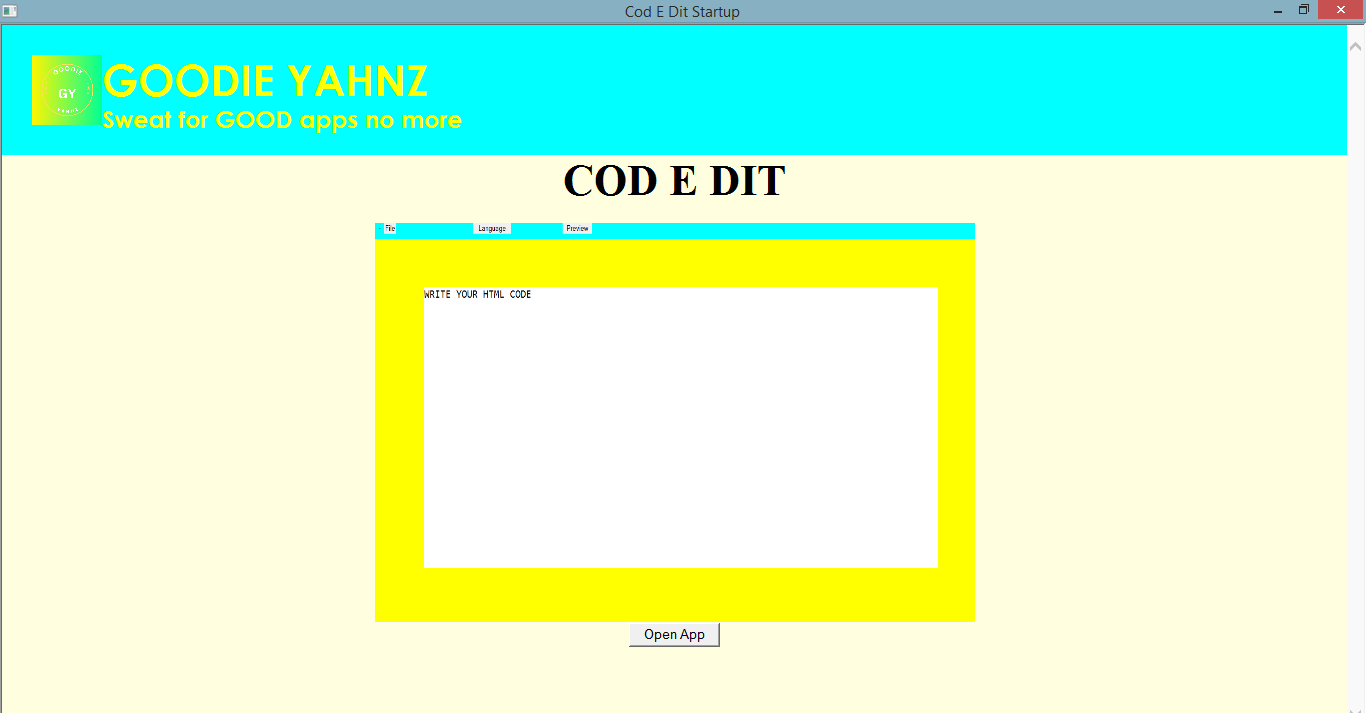 Cod E Dit Startup
GOODIE
GY
YAHNZ
GOODIE YAHNZ
Sweat for GOOD apps no more
COD E DIT
File
Language
Preview
WRITE YOUR HTML CODE
Open App